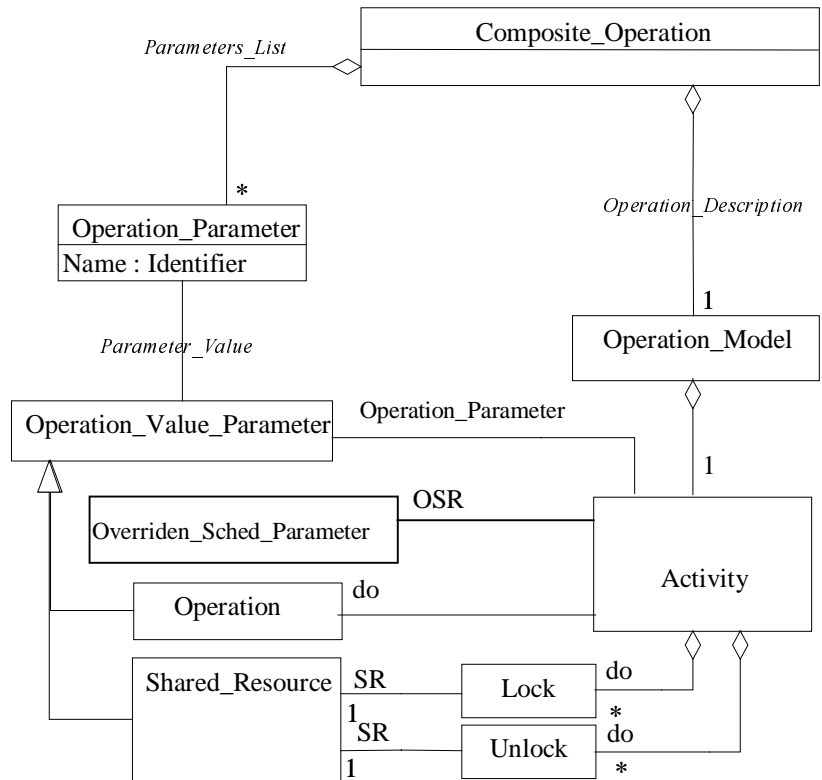 Composite_Operation
Parameters_List
*
Operation_Parameter
Name : Identifier
Operation_Description
1
Operation_Model
Parameter_Value
Operation_Value_Parameter
Operation_Parameter
1
OSR
Overriden_Sched_Parameter
Activity
Operation
do
Shared_Resource
SR
1
Lock
do
*
SR
1
Unlock
do
*